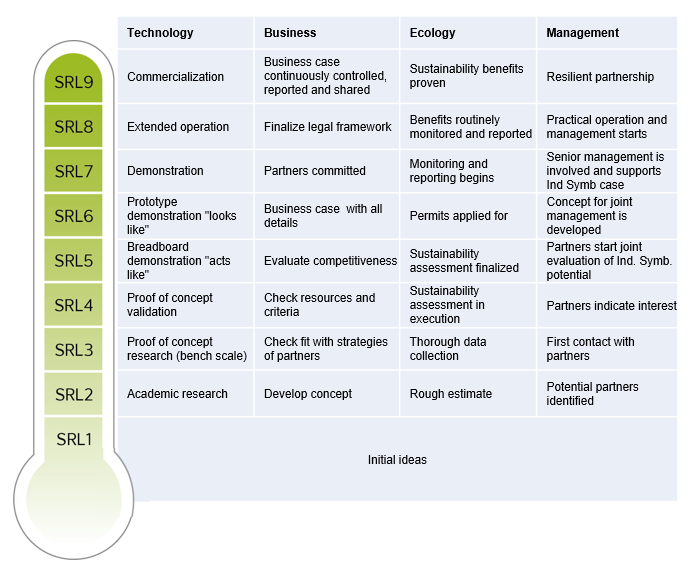 Technology Business Ecology Management
SRL9
Commercialization
Business case
continuously controlled,
reported and shared
Sustainability benefits
proven
Resilient partnership
SRL8
Extended operation
Finalize legal framework
Benefits routinely
monitored and reported
Practical operation and
management starts
SRL7
Demonstration
Partners committed
Monitoring and
reporting begins
Senior management is
involved and supports
Ind Symb case
SRL6
Prototype
demonstration "looks
like"
Business case with all
details
Permits applied for
Concept for joint
management is
developed
SRL5
Breadboard
demonstration "acts
like"
Evaluate competitiveness
Sustainability
assessment finalized
Partners start joint
evaluation of Ind. Symb.
potential
SRL4
Proof of concept
validation
Check resources and
criteria
Sustainability
assessment in
execution
Partners indicate interest
SRL3
Proof of concept
research (bench scale)
Check fit with strategies
of partners
Thorough data
collection
First contact with
partners
SRL2
Academic research
Develop concept
Rough estimate
Potential partners
identified
SRL1
Initial ideas